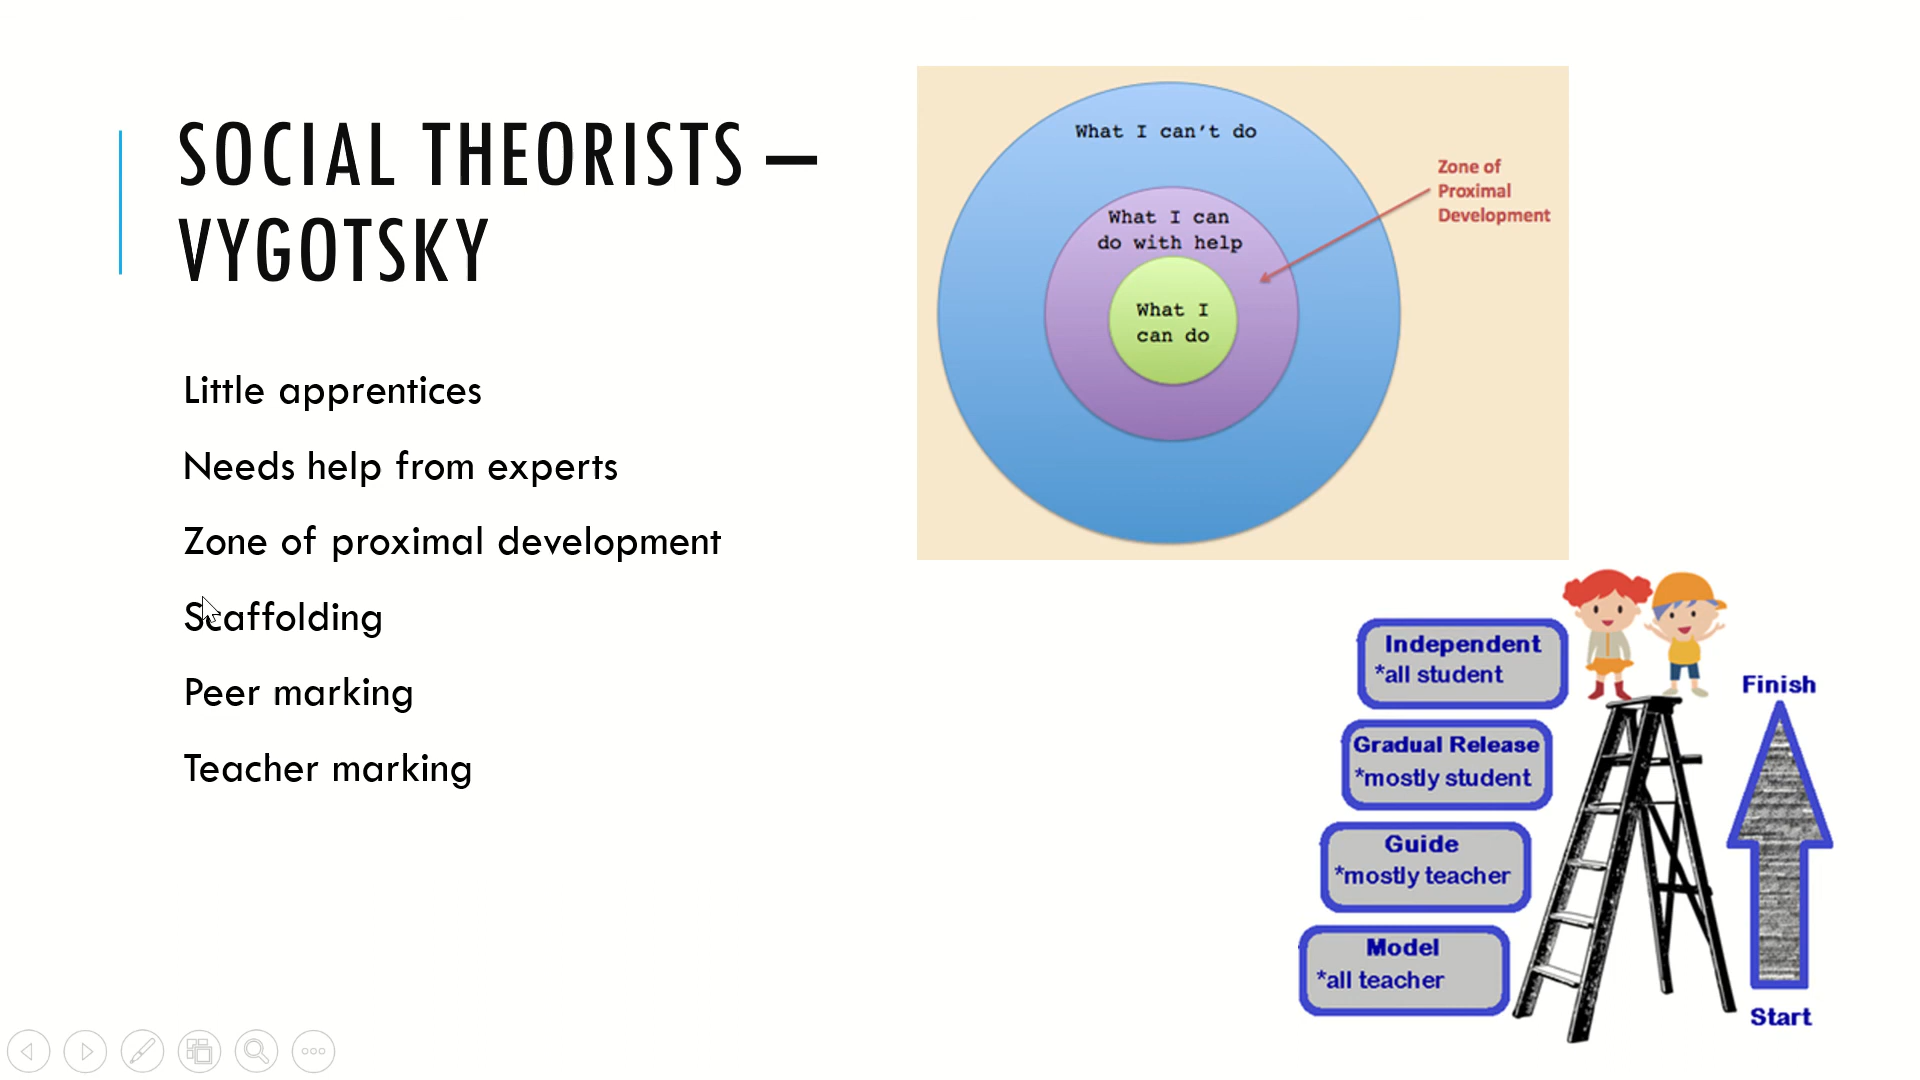 SOCIAL THEORISTS –
VYGOTSKY
Little apprentices
Needs help from experts
Zone of proximal development
Scaffolding
Peer marking
Teacher marking
What I can't do
What I can
do with help
What I
can do
Zone of
Proximal
Development
Independent
*all student
Gradual Release
*mostly student
Guide
*mostly teacher
Model
*all teacher
Finish
Start